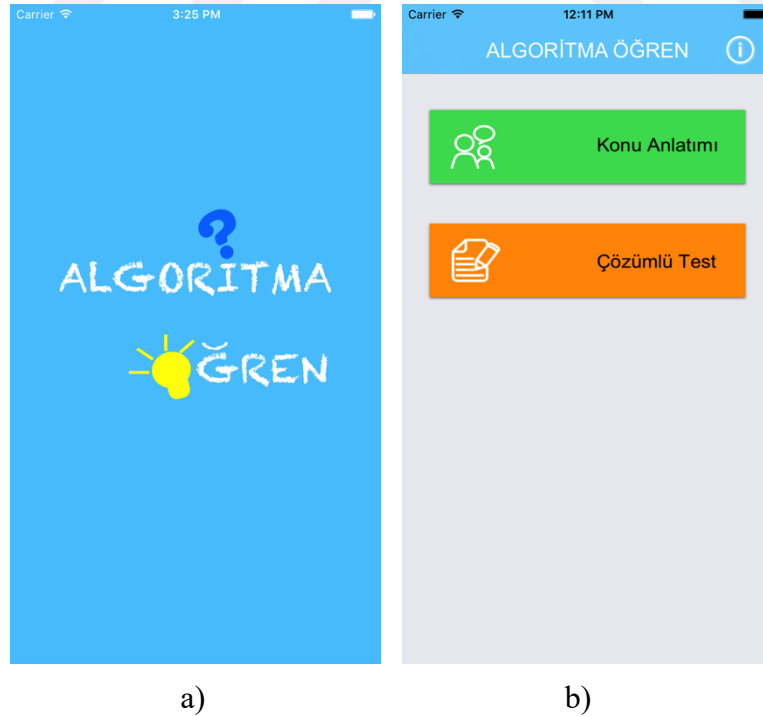 Carrier 3:25 PM
ALGORİTMA
ĞREN
a)
Carrier 12:11 PM
ALGORİTMA ÖĞREN i
Konu Anlatımı
Çözümlü Test
b)